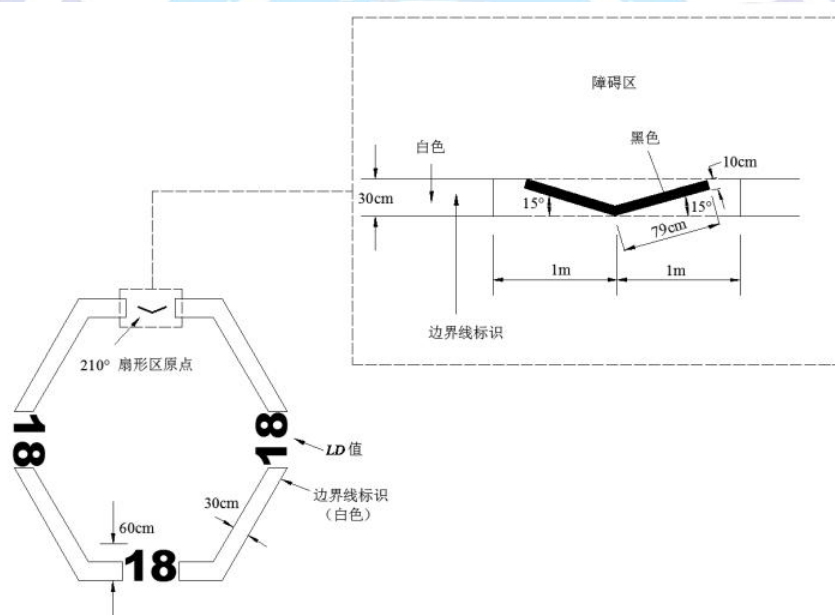 障碍区
白色
黑色
10cm
30cm
15°
15°
79cm
1m
1m
边界线标识
210° 扇形区原点
18
18
LD 值
边界线标识
（白色）
30cm
60cm
18